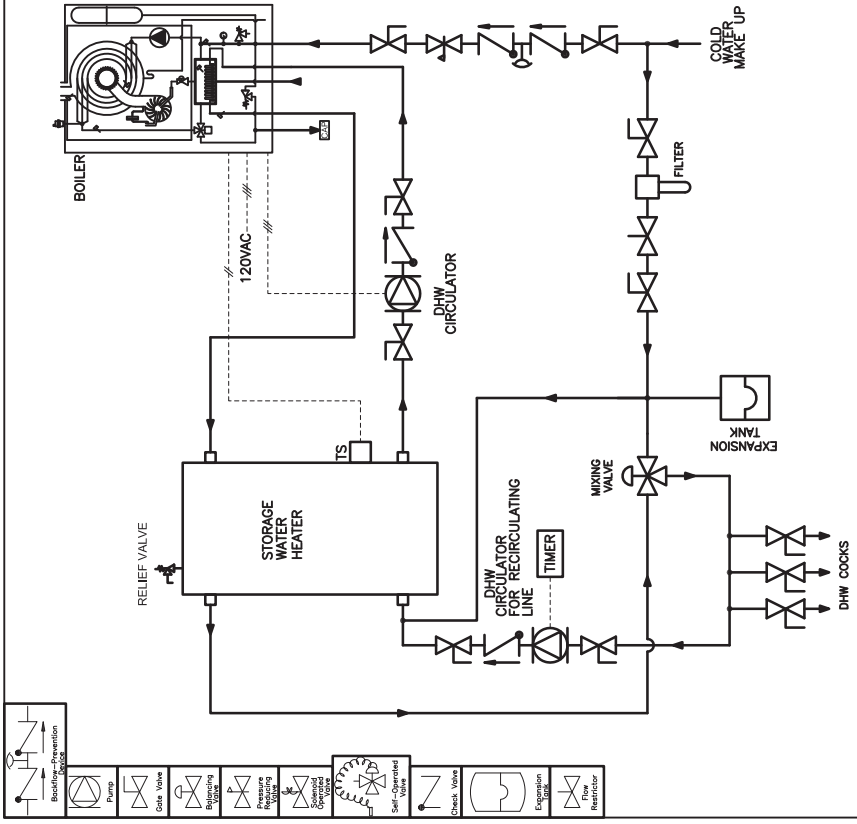 BOILER
120VAC
CAP
COLD
WATER
MAKE UP
DHW
CIRCULATOR
FILTER
RELIEF VALVE
STORAGE
WATER
HEATER
TS
EXPANSION
TANK
MIXING
VALVE
DHW
CIRCULATOR
FOR RECIRCULATING
LINE
TIMER
DHW COCKS
Backflow-Prevention
Device
Pump
Gate Valve
Balancing
Valve
Pressure
Reducing
Valve
Solenoid
Operated
Valve
Self-Operated
Valve
Check Valve
Expansion
Tank
Flow
Restrictor